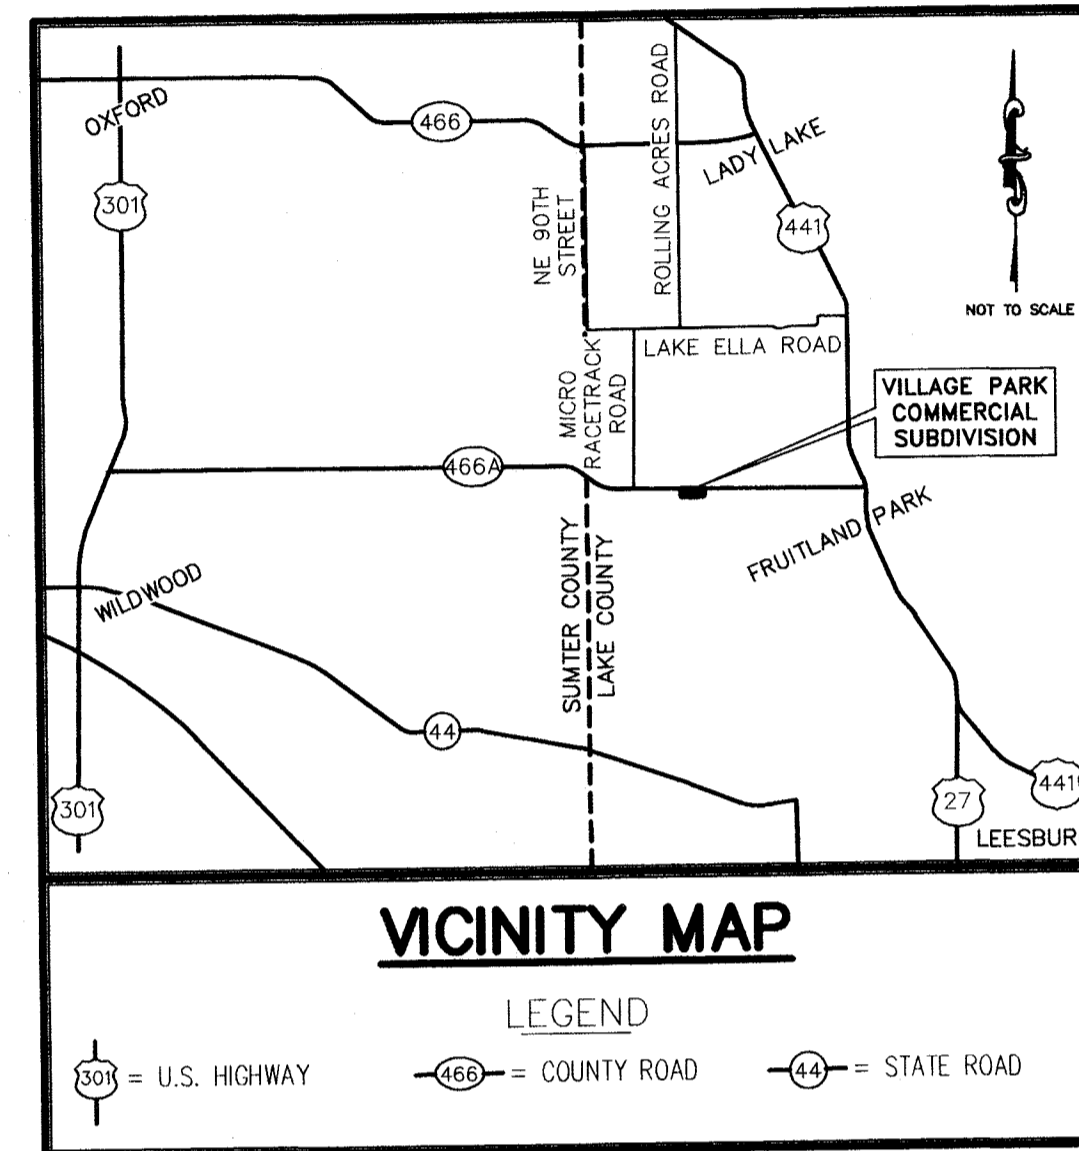 OXFORD
466
301
NE 90TH
STREET
ROLLING ACRES ROAD
LADY LAKE
441
NOT TO SCALE
LAKE ELLA ROAD
MICRO
RACETRACK
ROAD
VILLAGE PARK
COMMERCIAL
SUBDIVISION
466A
FRUITLAND PARK
WILDWOOD
SUMTER COUNTY
LAKE COUNTY
44
301
27
441
LEESBUR
VICINITY MAP
LEGEND
301 = U.S. HIGHWAY
466 = COUNTY ROAD
44 = STATE ROAD